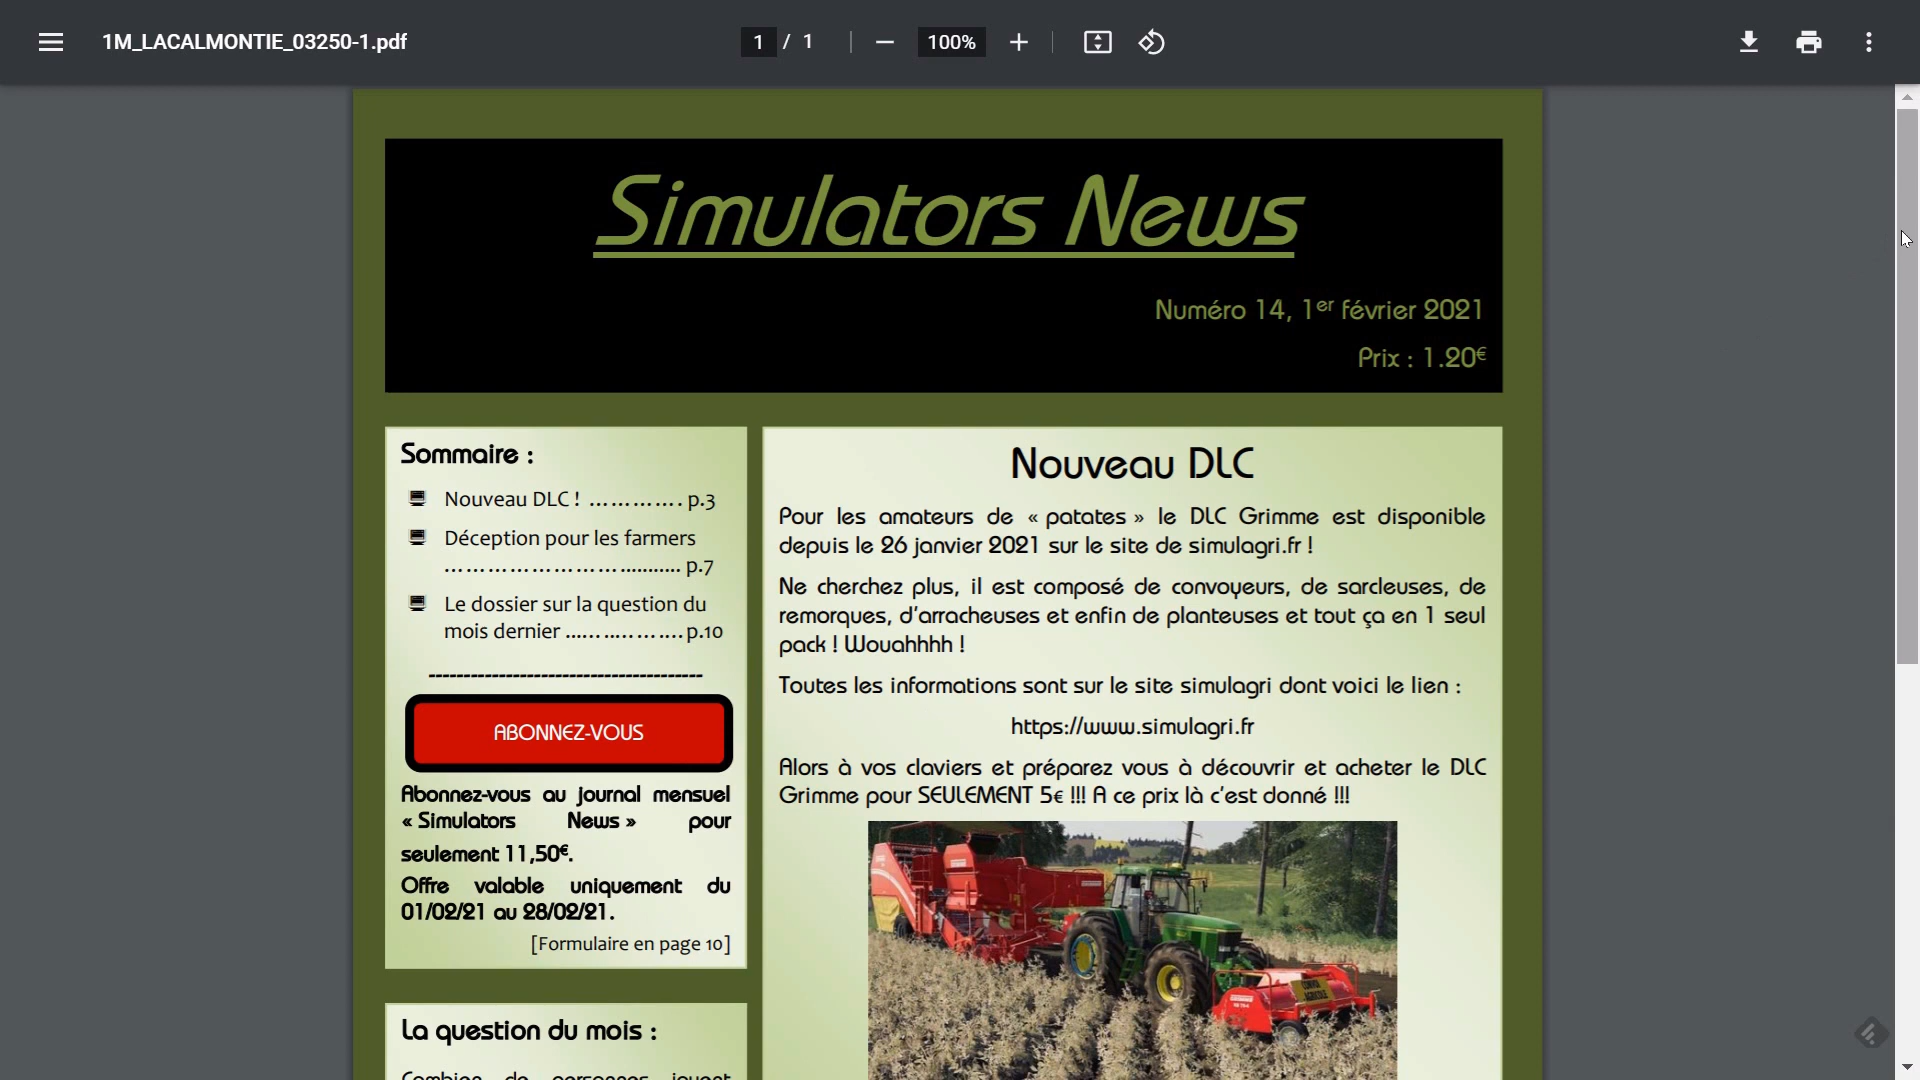 1M_LACALMONTIE_03250-1.pdf
1 / 1
100%
Simulators News
Numéro 14, 1er février 2021
Prix : 1.20€
Sommaire :
Nouveau DLC ! …………. p.3
Déception pour les farmers
……………………........... p.7
Le dossier sur la question du
mois dernier ...…..……....p.10
---------------------------------------
ABONNEZ-VOUS
Abonnez-vous au journal mensuel
« Simulators News » pour
seulement 11,50€.
Offre valable uniquement du
01/02/21 au 28/02/21.
[Formulaire en page 10]
La question du mois :
Combien de personnes jouent
Nouveau DLC
Pour les amateurs de « patates » le DLC Grimme est disponible
depuis le 26 janvier 2021 sur le site de simulagri.fr !
Ne cherchez plus, il est composé de convoyeurs, de sarcleuses, de
remorques, d’arracheuses et enfin de planteuses et tout ça en 1 seul
pack ! Wouahhhh !
Toutes les informations sont sur le site simulagri dont voici le lien :
https://www.simulagri.fr
Alors à vos claviers et préparez vous à découvrir et acheter le DLC
Grimme pour SEULEMENT 5€ !!! A ce prix là c’est donné !!!
CONVOI
AGRICOLE